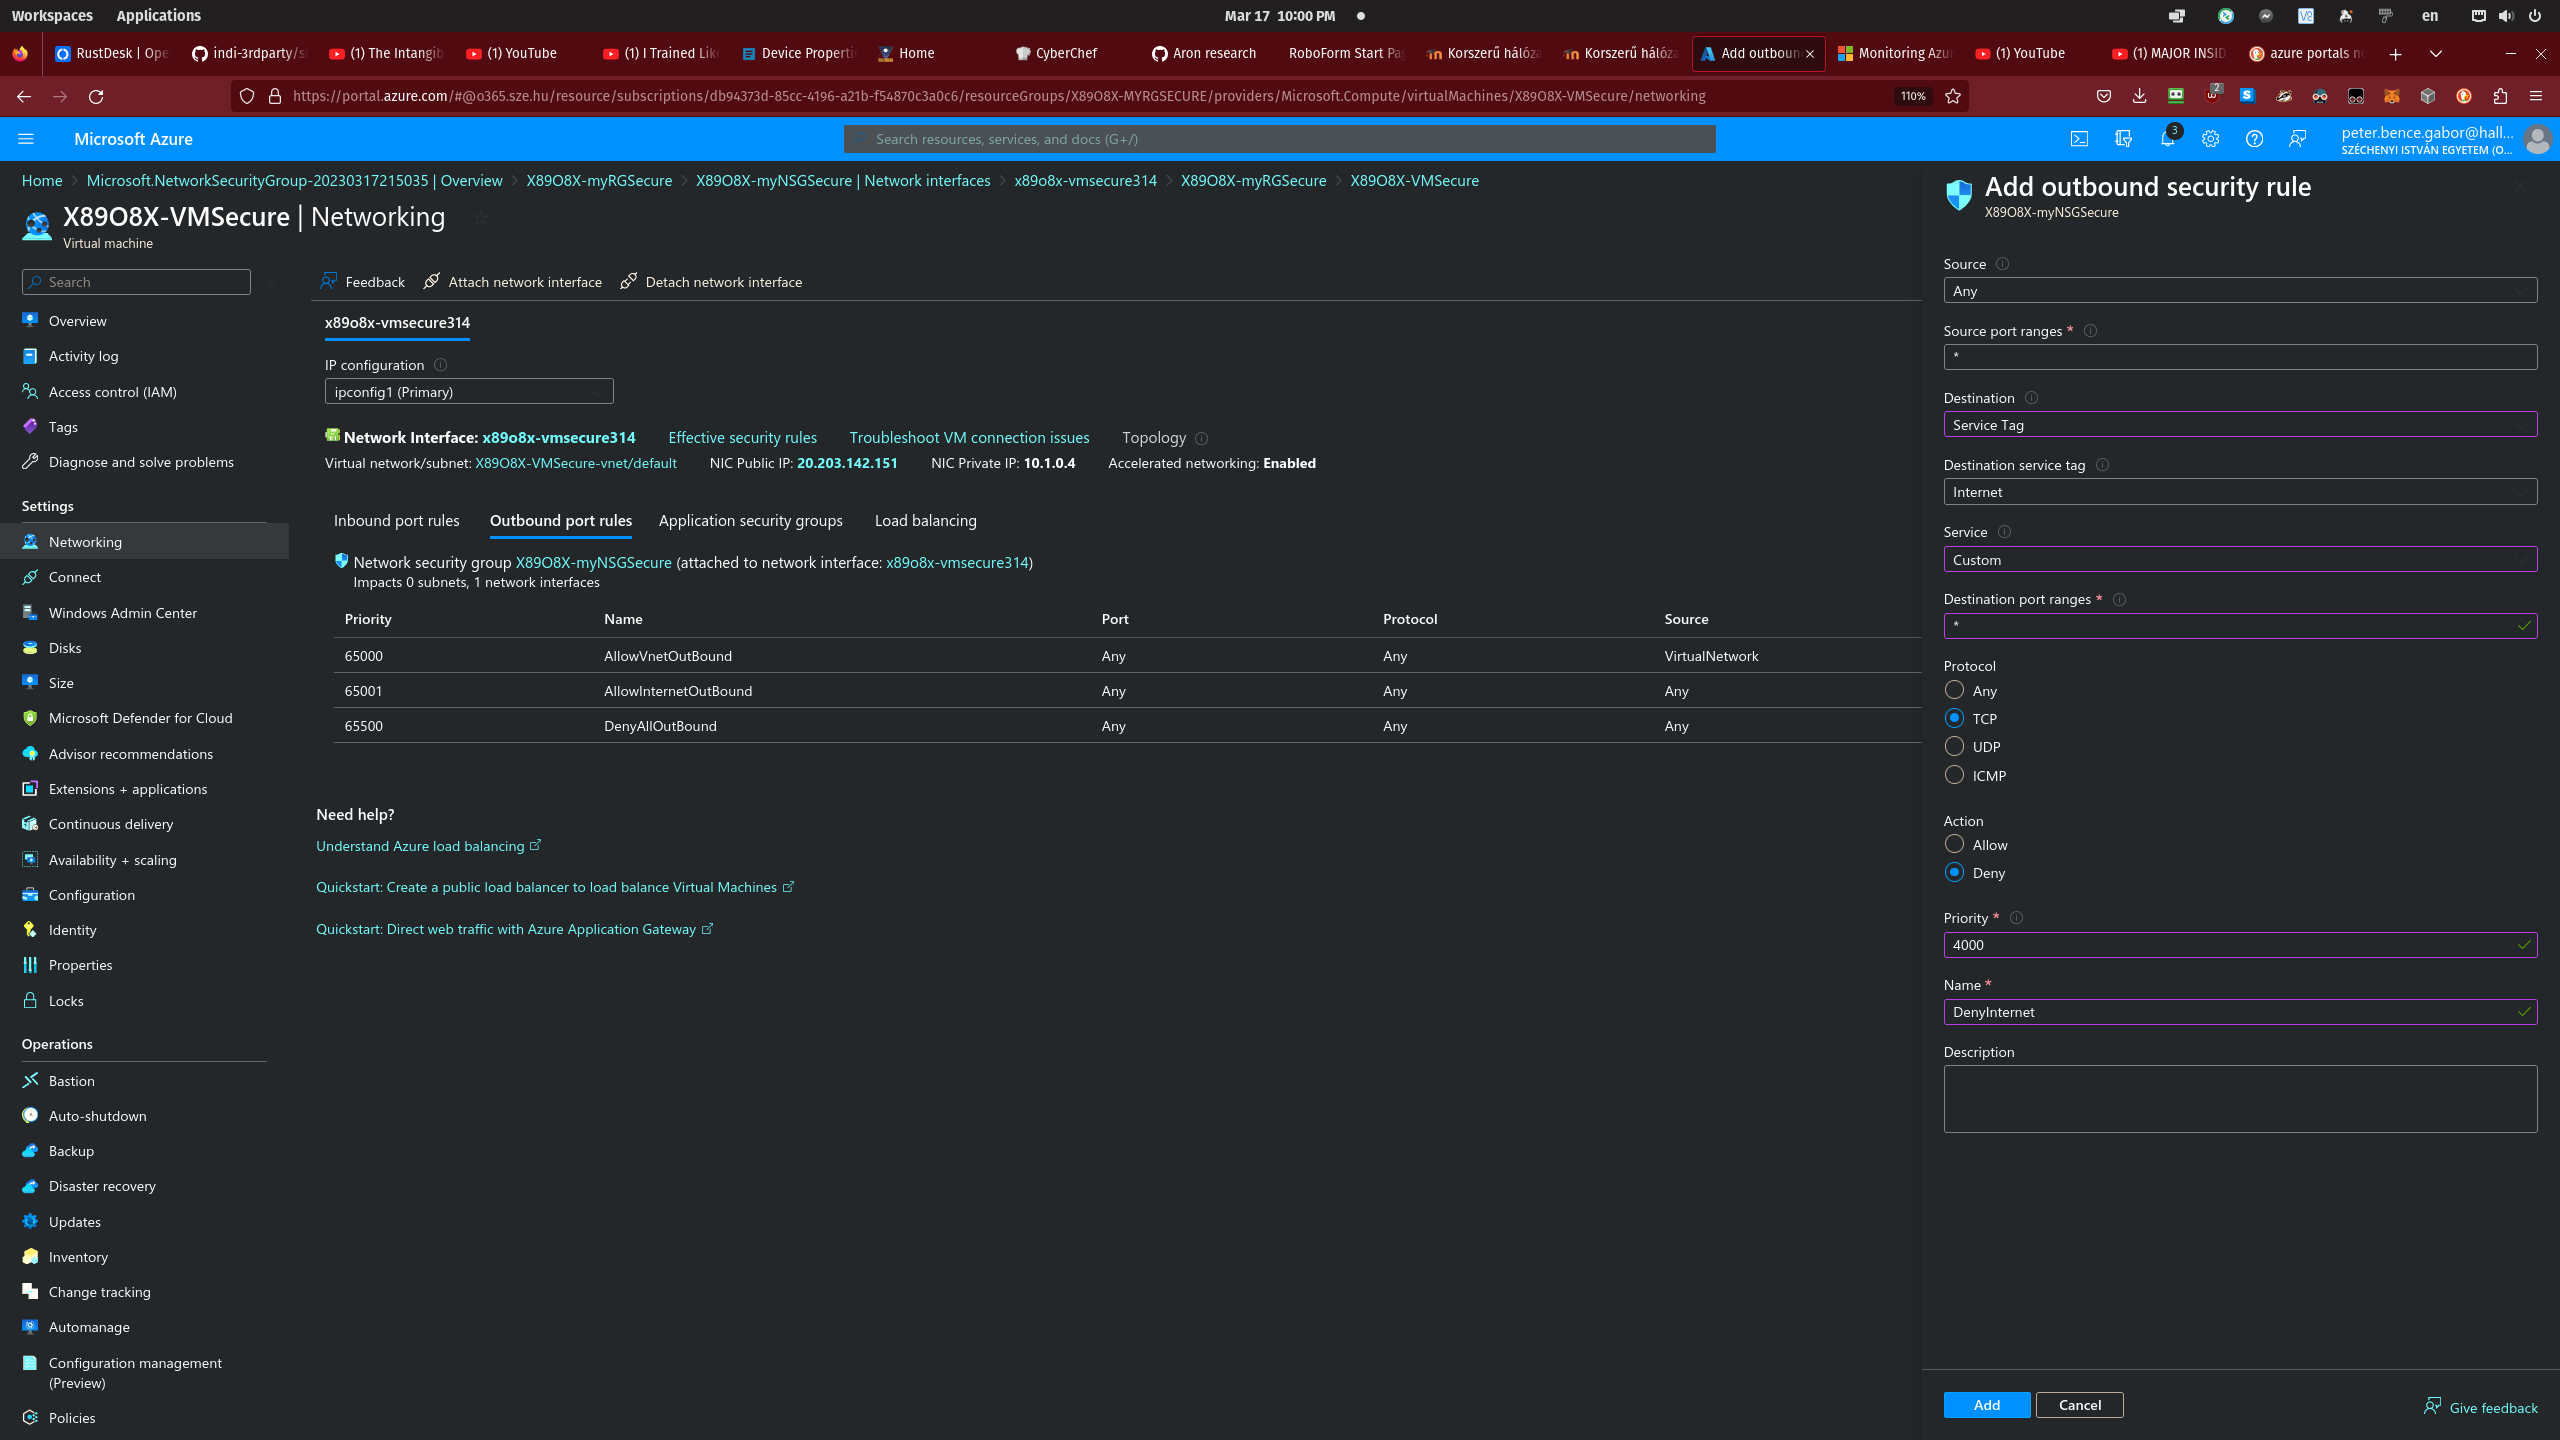 Workspaces Applications Mar 17 10:00 PM en
RustDesk | Ope indi-3rdparty/s (1) The Intangib (1) YouTube (1) I Trained Like Device Properti Home CyberChef Aron research RoboForm Start Pa Korszerű hálóza Korszerű hálóza Add outboun Monitoring Azur (1) YouTube (1) MAJOR INSID azure portals n
https://portal.azure.com/#@o365.sze.hu/resource/subscriptions/db94373d-85cc-4196-a21b-f54870c3a0c6/resourceGroups/X89O8X-MYRGSECURE/providers/Microsoft.Compute/virtualMachines/X89O8X-VMSecure/networking 110% 2
Microsoft Azure Search resources, services, and docs (G+/) 3 peter.bence.gabor@hall...
SZÉCHENYI ISTVÁN EGYETEM (O...
Home Microsoft.NetworkSecurityGroup-20230317215035 | Overview X89O8X-myRGSecure X89O8X-myNSGSecure | Network interfaces x89o8x-vmsecure314 X89O8X-myRGSecure X89O8X-VMSecure
X89O8X-VMSecure | Networking
Virtual machine
Search
Overview
Activity log
Access control (IAM)
Tags
Diagnose and solve problems
Settings
Networking
Connect
Windows Admin Center
Disks
Size
Microsoft Defender for Cloud
Advisor recommendations
Extensions + applications
Continuous delivery
Availability + scaling
Configuration
Identity
Properties
Locks
Operations
Bastion
Auto-shutdown
Backup
Disaster recovery
Updates
Inventory
Change tracking
Automanage
Configuration management
(Preview)
Policies
Feedback Attach network interface Detach network interface
x89o8x-vmsecure314
IP configuration
ipconfig1 (Primary)
Network Interface: x89o8x-vmsecure314 Effective security rules Troubleshoot VM connection issues Topology
Virtual network/subnet: X89O8X-VMSecure-vnet/default NIC Public IP: 20.203.142.151 NIC Private IP: 10.1.0.4 Accelerated networking: Enabled
Inbound port rules Outbound port rules Application security groups Load balancing
Network security group X89O8X-myNSGSecure (attached to network interface: x89o8x-vmsecure314)
Impacts 0 subnets, 1 network interfaces
Priority Name Port Protocol Source
65000 AllowVnetOutBound Any Any VirtualNetwork
65001 AllowInternetOutBound Any Any Any
65500 DenyAllOutBound Any Any Any
Need help?
Understand Azure load balancing
Quickstart: Create a public load balancer to load balance Virtual Machines
Quickstart: Direct web traffic with Azure Application Gateway
Add outbound security rule
X89O8X-myNSGSecure
Source
Any
Source port ranges *
*
Destination
Service Tag
Destination service tag
Internet
Service
Custom
Destination port ranges *
*
Protocol
Any
TCP
UDP
ICMP
Action
Allow
Deny
Priority *
4000
Name *
DenyInternet
Description
Add Cancel Give feedback